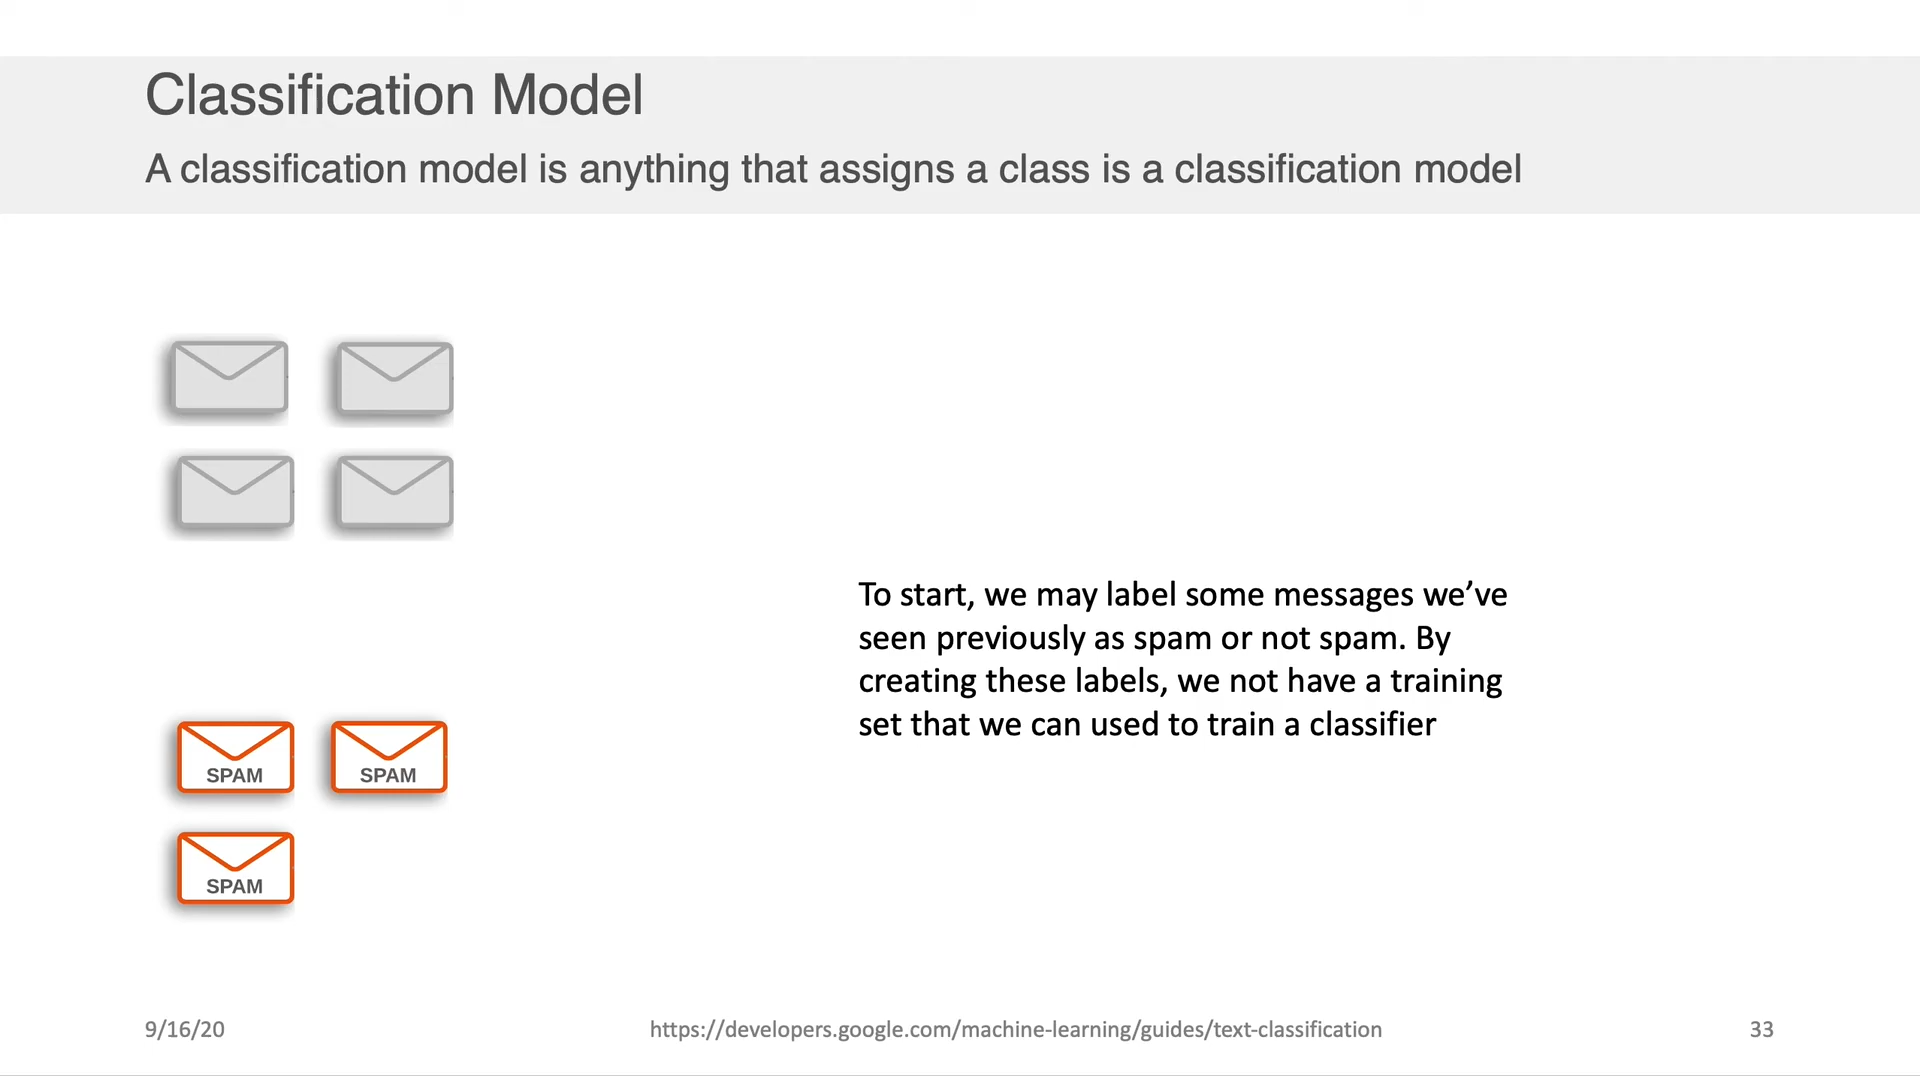 Classification Model
A classification model is anything that assigns a class is a classification model
SPAM
SPAM
SPAM
To start, we may label some messages we’ve
seen previously as spam or not spam. By
creating these labels, we not have a training
set that we can used to train a classifier
9/16/20
https://developers.google.com/machine-learning/guides/text-classification
33